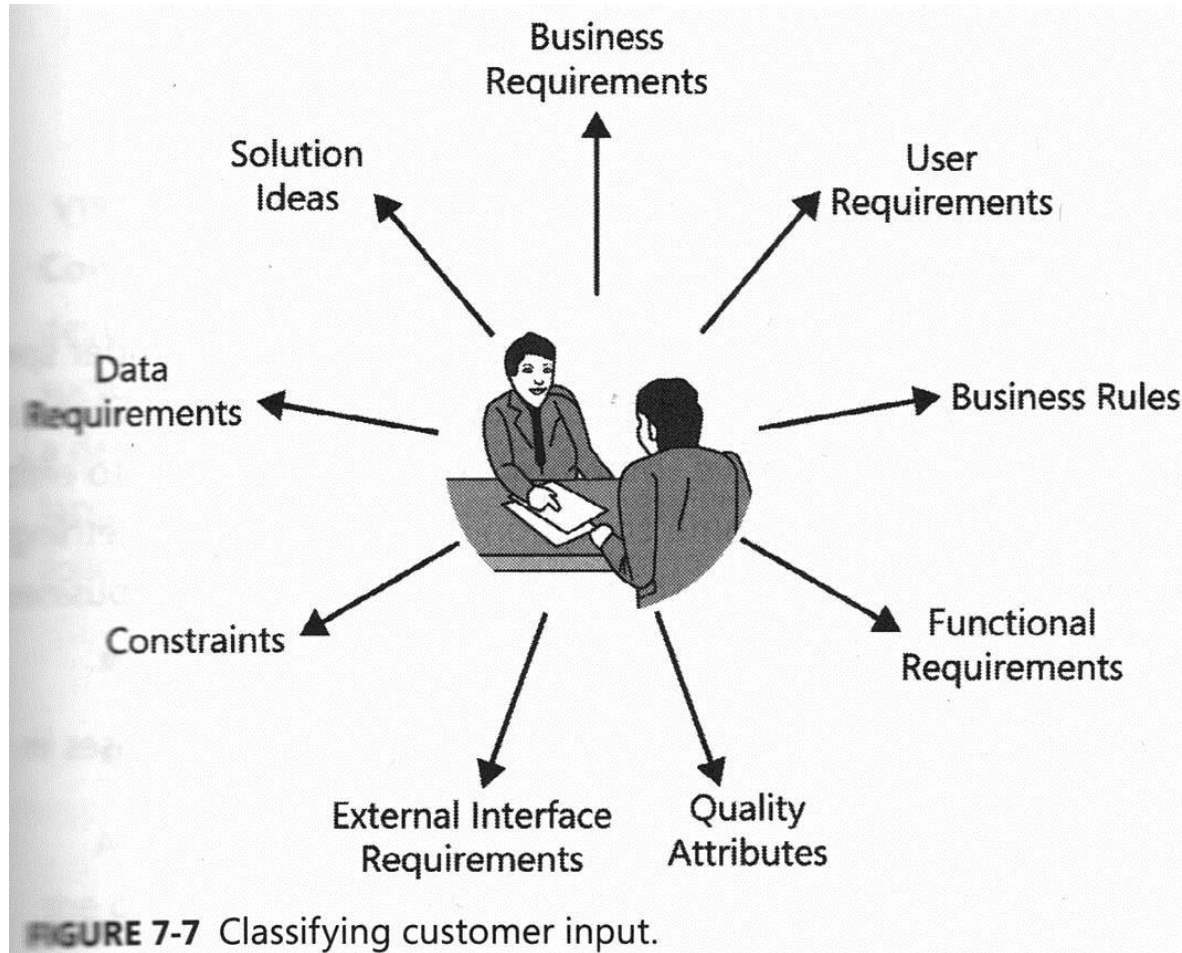 Business
Requirements
Solution
Ideas
User
Requirements
Data
Requirements
Business Rules
Constraints
Functional
Requirements
External Interface
Requirements
Quality
Attributes
FIGURE 7-7 Classifying customer input.